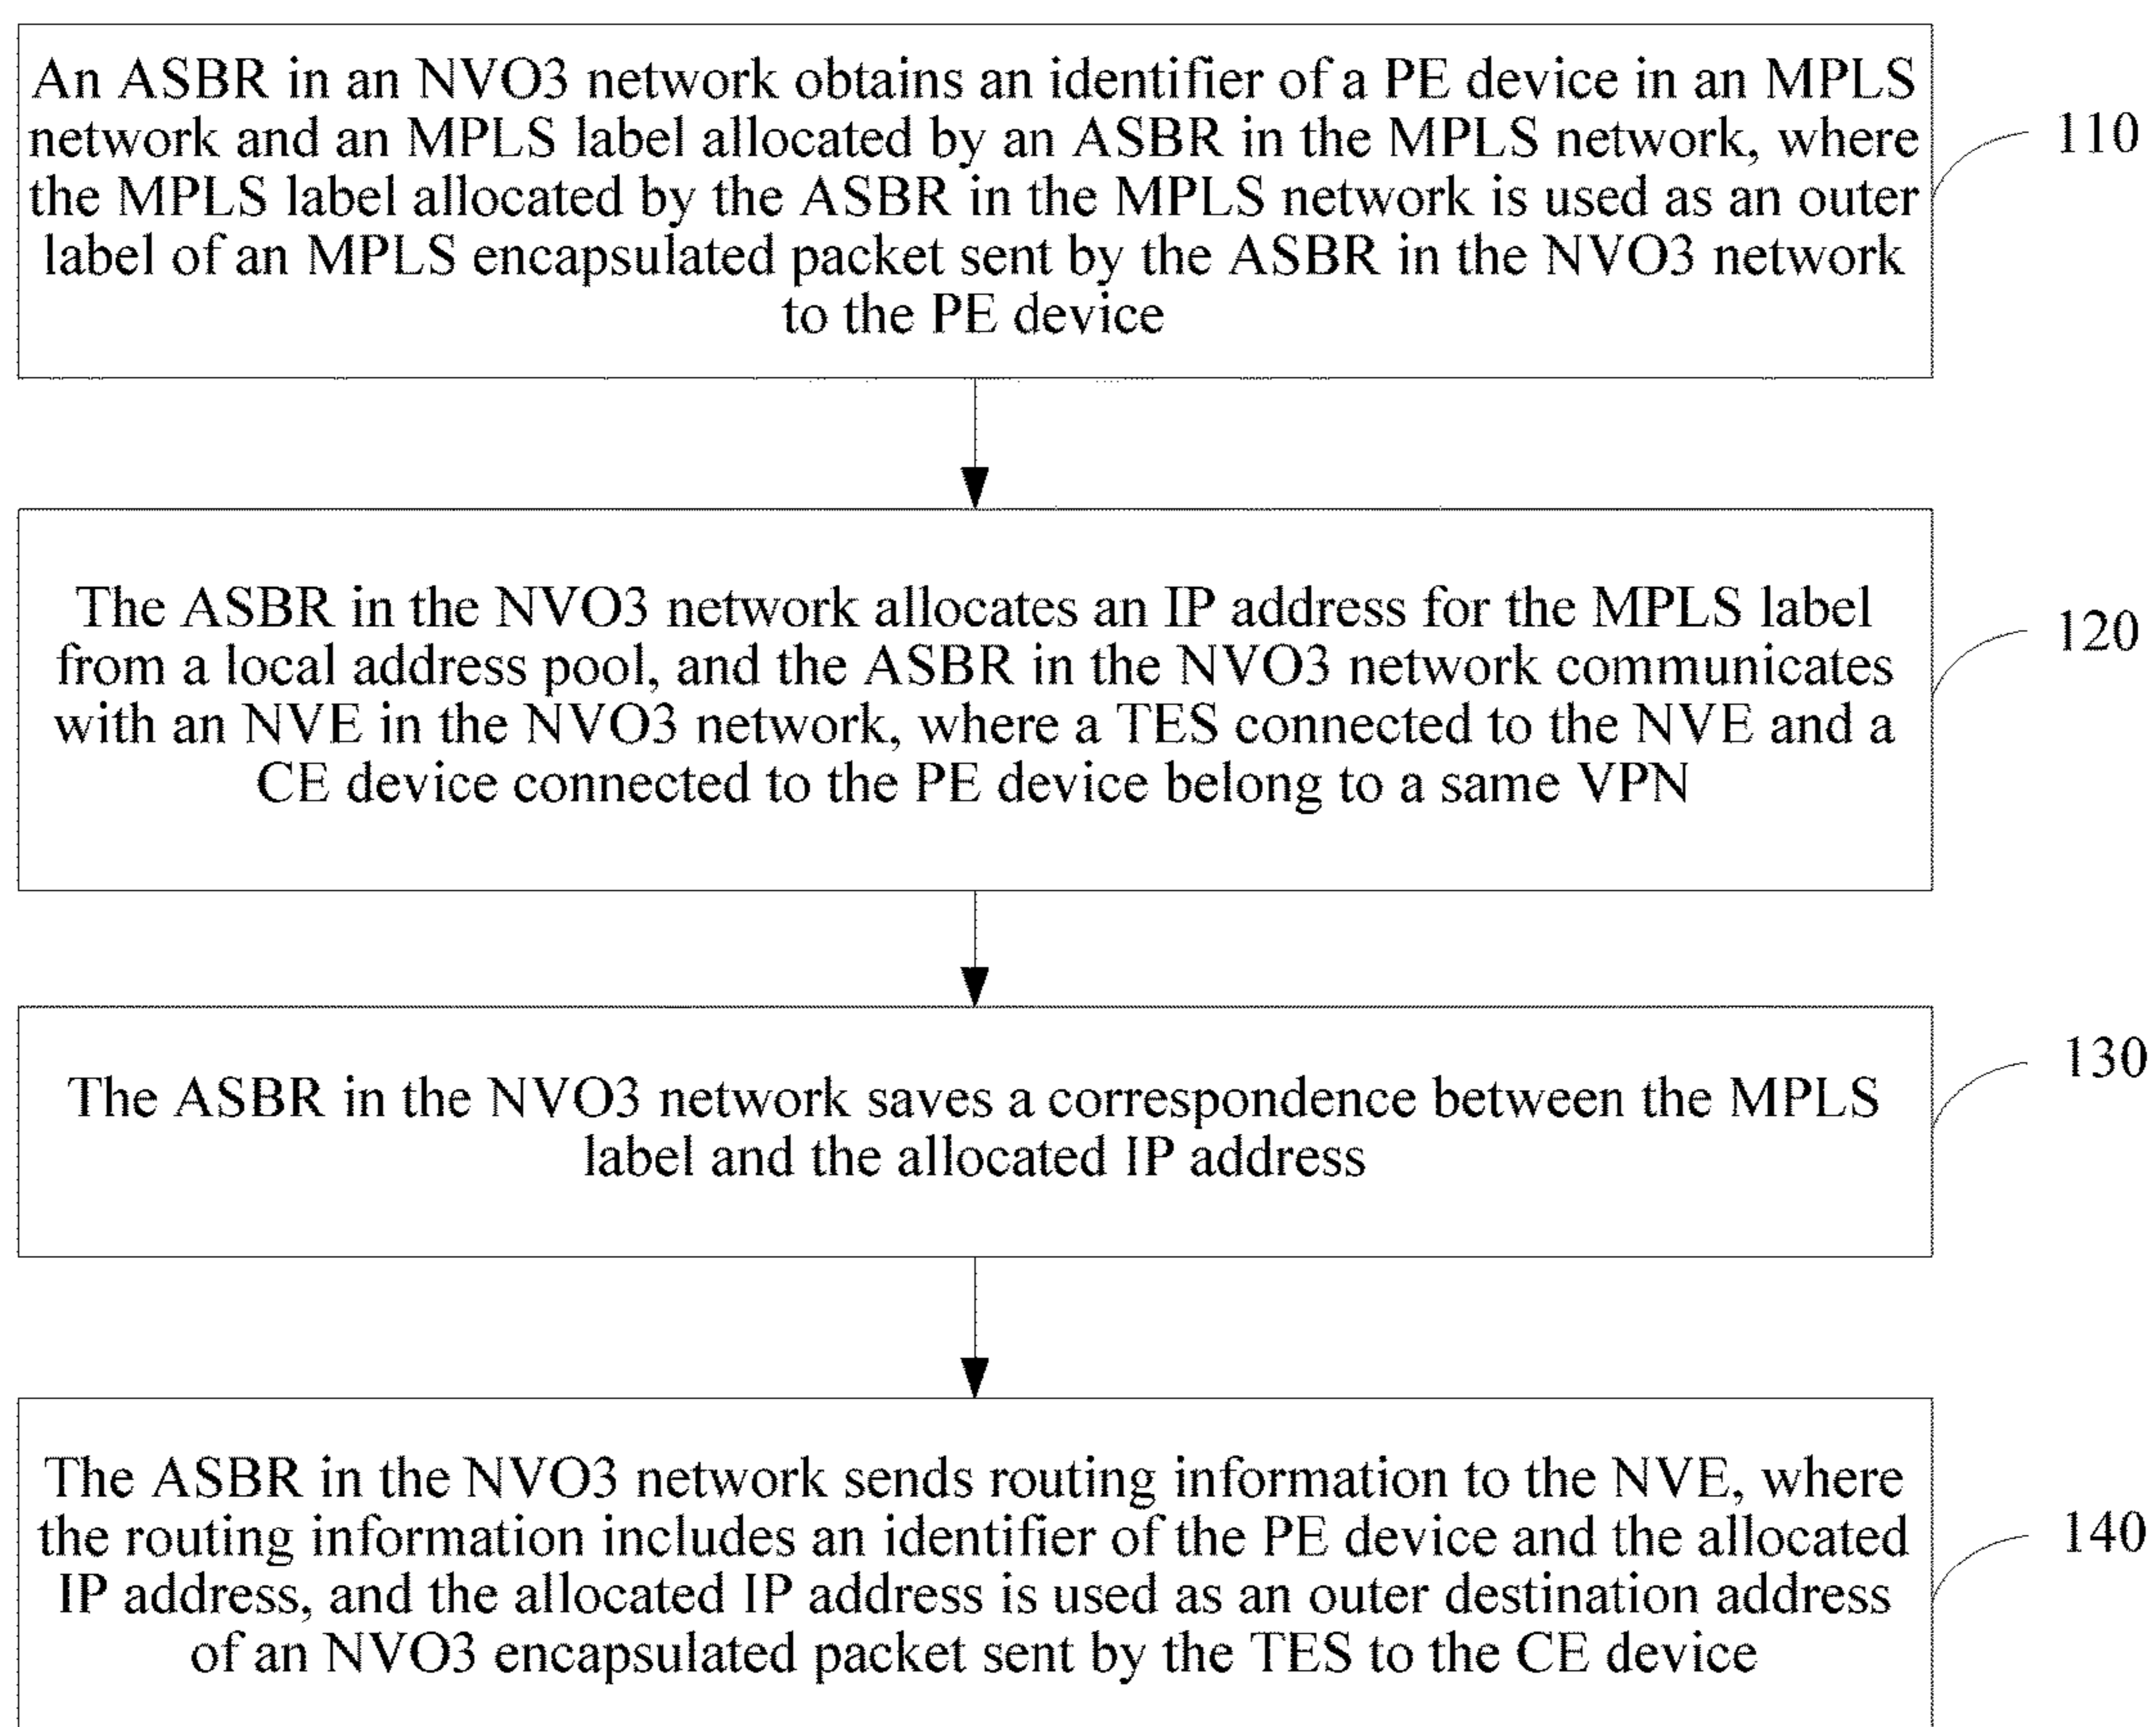 An ASBR in an NVO3 network obtains an identifier of a PE device in an MPLS
network and an MPLS label allocated by an ASBR in the MPLS network, where
the MPLS label allocated by the ASBR in the MPLS network is used as an outer
label of an MPLS encapsulated packet sent by the ASBR in the NVO3 network
to the PE device
110
The ASBR in the NVO3 network allocates an IP address for the MPLS label
from a local address pool, and the ASBR in the NVO3 network communicates
with an NVE in the NVO3 network, where a TES connected to the NVE and a
CE device connected to the PE device belong to a same VPN
120
The ASBR in the NVO3 network saves a correspondence between the MPLS
label and the allocated IP address
130
The ASBR in the NVO3 network sends routing information to the NVE, where
the routing information includes an identifier of the PE device and the allocated
IP address, and the allocated IP address is used as an outer destination address
of an NVO3 encapsulated packet sent by the TES to the CE device
140